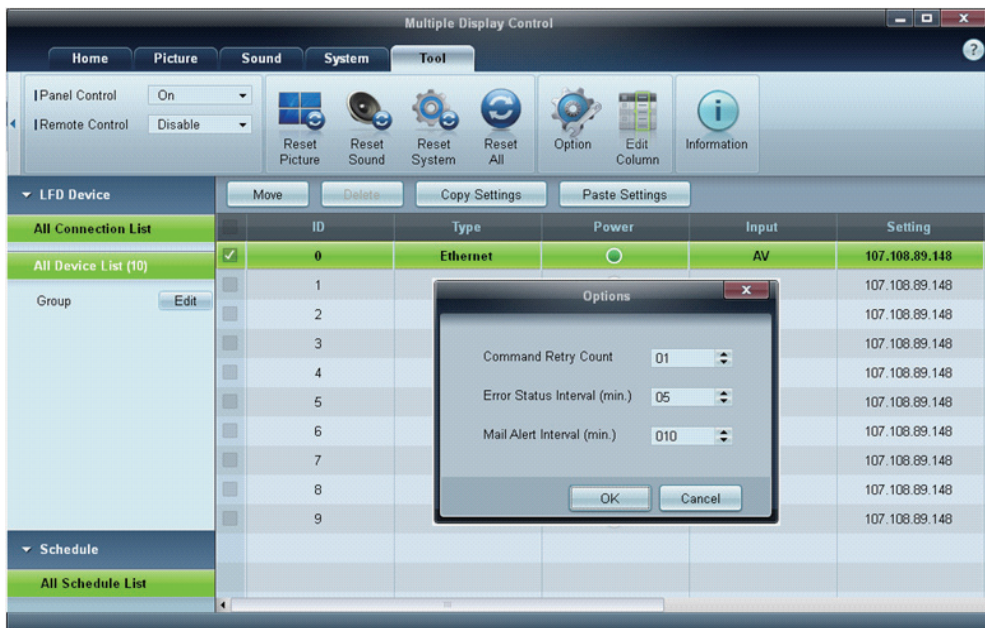 Multiple Display Control
Home Picture Sound System Tool
Panel Control On
Remote Control Disable
Reset Picture
Reset Sound
Reset System
Reset All
Option
Edit Column
Information
LFD Device
Move Delete Copy Settings Paste Settings
All Connection List
All Device List (10)
Group Edit
ID Type Power Input Setting
0 Ethernet AV 107.108.89.148
1 107.108.89.148
2 107.108.89.148
3 107.108.89.148
4 107.108.89.148
5 107.108.89.148
6 107.108.89.148
7 107.108.89.148
8 107.108.89.148
9 107.108.89.148
Options
Command Retry Count 01
Error Status Interval (min.) 05
Mail Alert Interval (min.) 010
OK Cancel
Schedule
All Schedule List